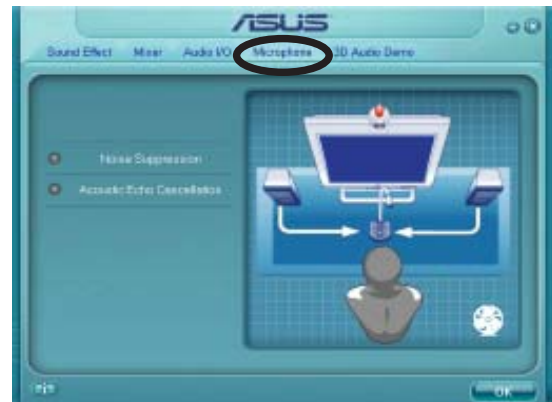 ASUS
Sound Effect Mixer Audio I/O Microphone 3D Audio Demo
Noise Suppression
Acoustic Echo Cancellation
OK